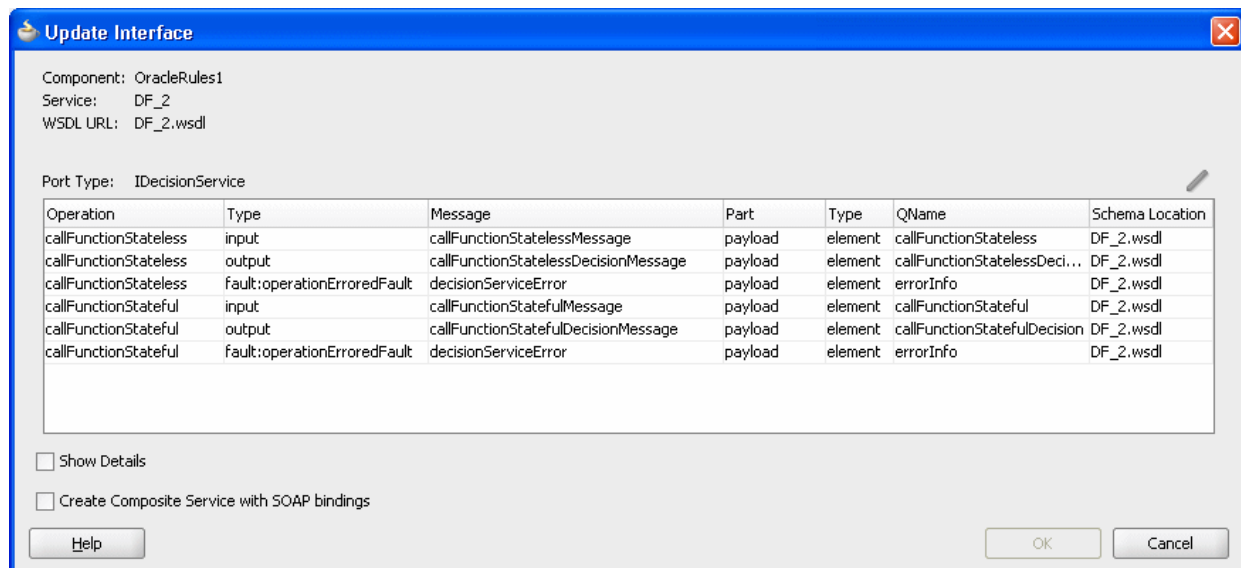 Update Interface
Component: OracleRules1
Service: DF_2
WSDL URL: DF_2.wsdl
Port Type: IDecisionService
Operation Type Message Part Type QName Schema Location
callFunctionStateless input callFunctionStatelessMessage payload element callFunctionStateless DF_2.wsdl
callFunctionStateless output callFunctionStatelessDecisionMessage payload element callFunctionStatelessDeci... DF_2.wsdl
callFunctionStateless fault:operationErroredFault decisionServiceError payload element errorInfo DF_2.wsdl
callFunctionStateful input callFunctionStatefulMessage payload element callFunctionStateful DF_2.wsdl
callFunctionStateful output callFunctionStatefulDecisionMessage payload element callFunctionStatefulDecision DF_2.wsdl
callFunctionStateful fault:operationErroredFault decisionServiceError payload element errorInfo DF_2.wsdl
Show Details
Create Composite Service with SOAP bindings
Help OK Cancel